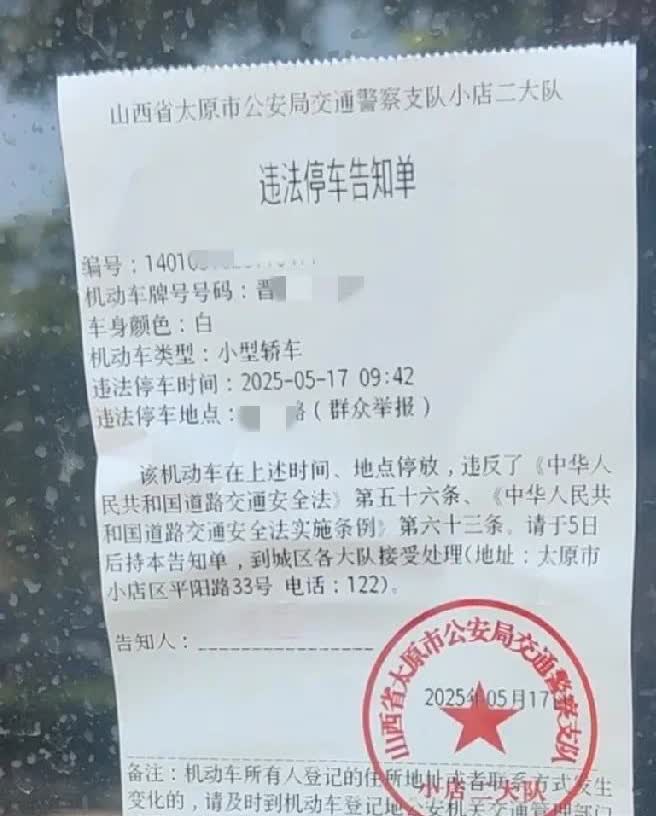 山西省太原市公安局交通警察支队小店二大队
违法停车告知单
编号：14010
机动车牌号号码：晋
车身颜色：白
机动车类型：小型轿车
违法停车时间：2025-05-17 09:42
违法停车地点：路（群众举报）
该机动车在上述时间、地点停放，违反了《中华人
民共和国道路交通安全法》第五十六条、《中华人民共
和国道路交通安全法实施条例》第六十三条。请于5日
后持本告知单，到城区各大队接受处理(地址：太原市
小店区平阳路33号 电话：122)。
告知人：
山西省太原市公安局交通警察支队
2025年05月17日
小店二大队
备注：机动车所有人登记的住所地址或者联系方式发生
变化的，请及时到机动车登记地公安机关交通管理部门